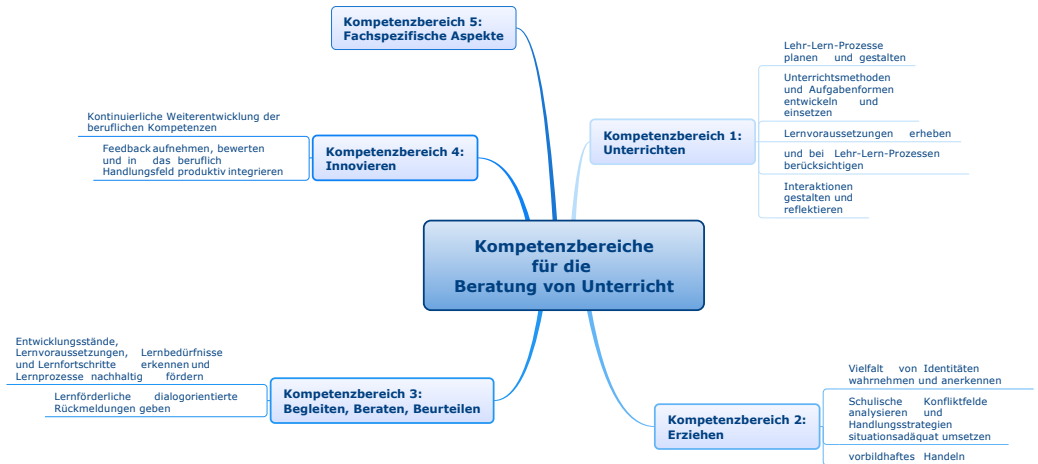 Kompetenzbereiche
für die
Beratung von Unterricht
Kompetenzbereich 1:
Unterrichten
Lehr-Lern-Prozesse
planen und gestalten
Unterrichtsmethoden
und Aufgabenformen
entwickeln und
einsetzen
Lernvoraussetzungen erheben
und bei Lehr-Lern-Prozessen
berücksichtigen
Interaktionen
gestalten und
reflektieren
Kompetenzbereich 2:
Erziehen
Vielfalt von Identitäten
wahrnehmen und anerkennen
Schulische Konfliktfelde
analysieren und
Handlungsstrategien
situationsadäquat umsetzen
vorbildhaftes Handeln
Kompetenzbereich 3:
Begleiten, Beraten, Beurteilen
Entwicklungsstände,
Lernvoraussetzungen, Lernbedürfnisse
und Lernfortschritte erkennen und
Lernprozesse nachhaltig fördern
Lernförderliche dialogorientierte
Rückmeldungen geben
Kompetenzbereich 4:
Innovieren
Kontinuierliche Weiterentwicklung der
beruflichen Kompetenzen
Feedback aufnehmen, bewerten
und in das beruflich
Handlungsfeld produktiv integrieren
Kompetenzbereich 5:
Fachspezifische Aspekte